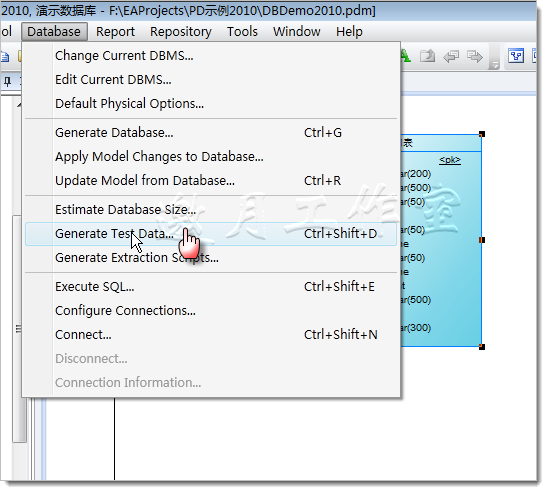 2010, 演示数据库 - F:\EAProjects\PD示例2010\DBDemo2010.pdm]
ol Database Report Repository Tools Window Help
Change Current DBMS...
Edit Current DBMS...
Default Physical Options...
Generate Database... Ctrl+G
Apply Model Changes to Database...
Update Model from Database... Ctrl+R
Estimate Database Size...
Generate Test Data... Ctrl+Shift+D
Generate Extraction Scripts...
Execute SQL... Ctrl+Shift+E
Configure Connections...
Connect... Ctrl+Shift+N
Disconnect...
Connection Information...
表
<pk>
ar(200)
ar(500)
ar(50)
ar(50)
ne
ar(50)
ne
t
ar(500)
ar(300)
邀月工作室